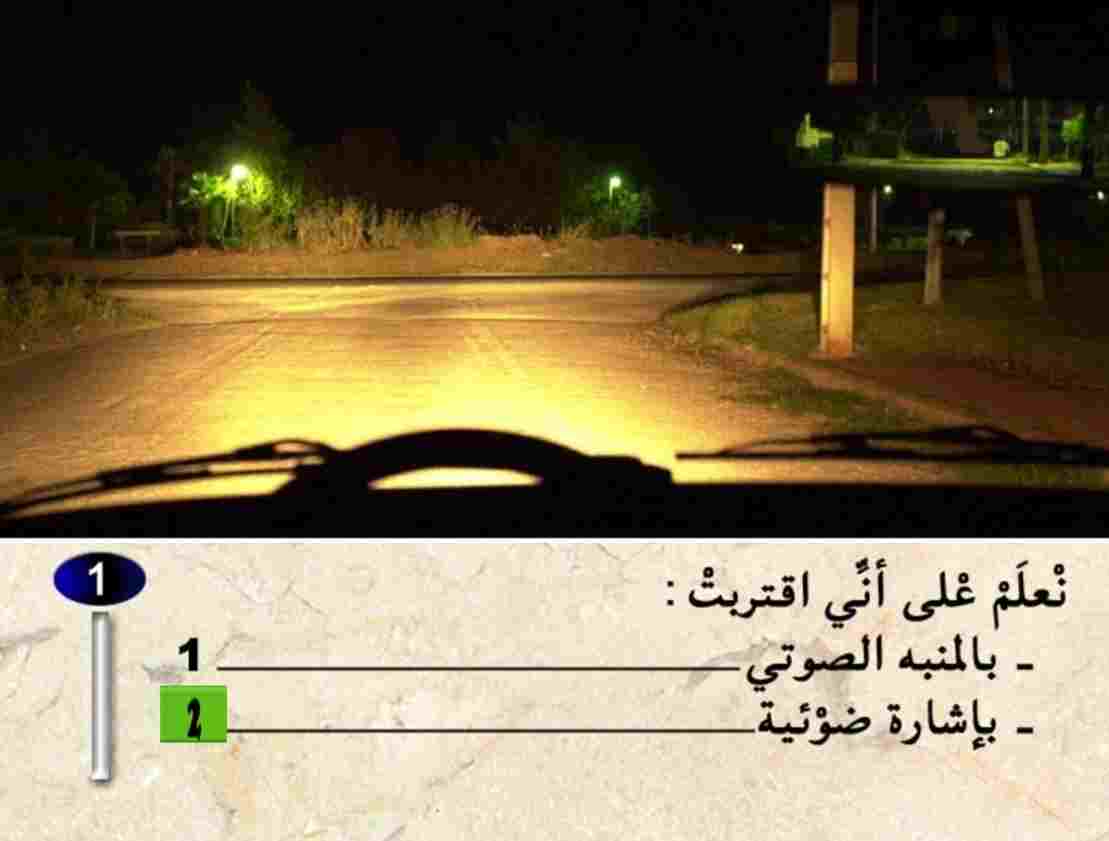 1
نْعلَمْ عْلى أنِّي اقتربتْ :
- بالمنبه الصوتي 1
- بإشارة ضوْئية 2